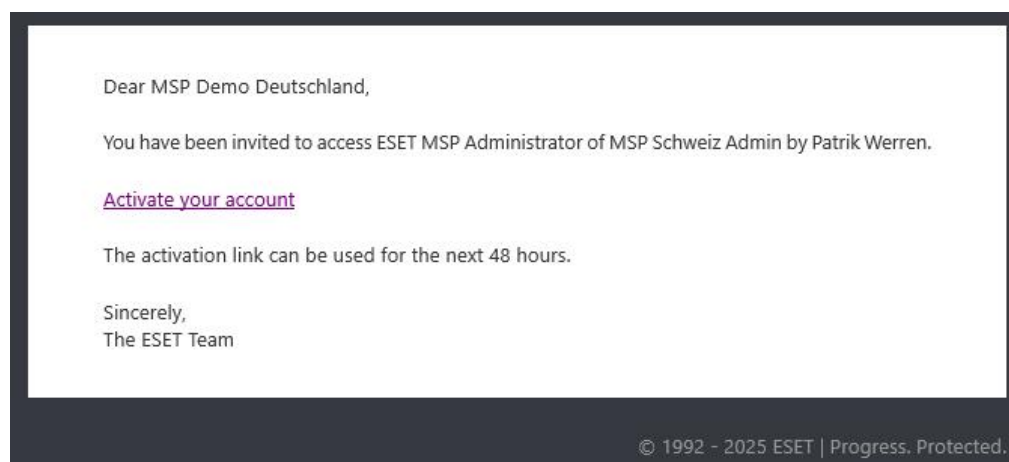 Dear MSP Demo Deutschland,
You have been invited to access ESET MSP Administrator of MSP Schweiz Admin by Patrik Werren.
Activate your account
The activation link can be used for the next 48 hours.
Sincerely,
The ESET Team
© 1992 - 2025 ESET | Progress. Protected.